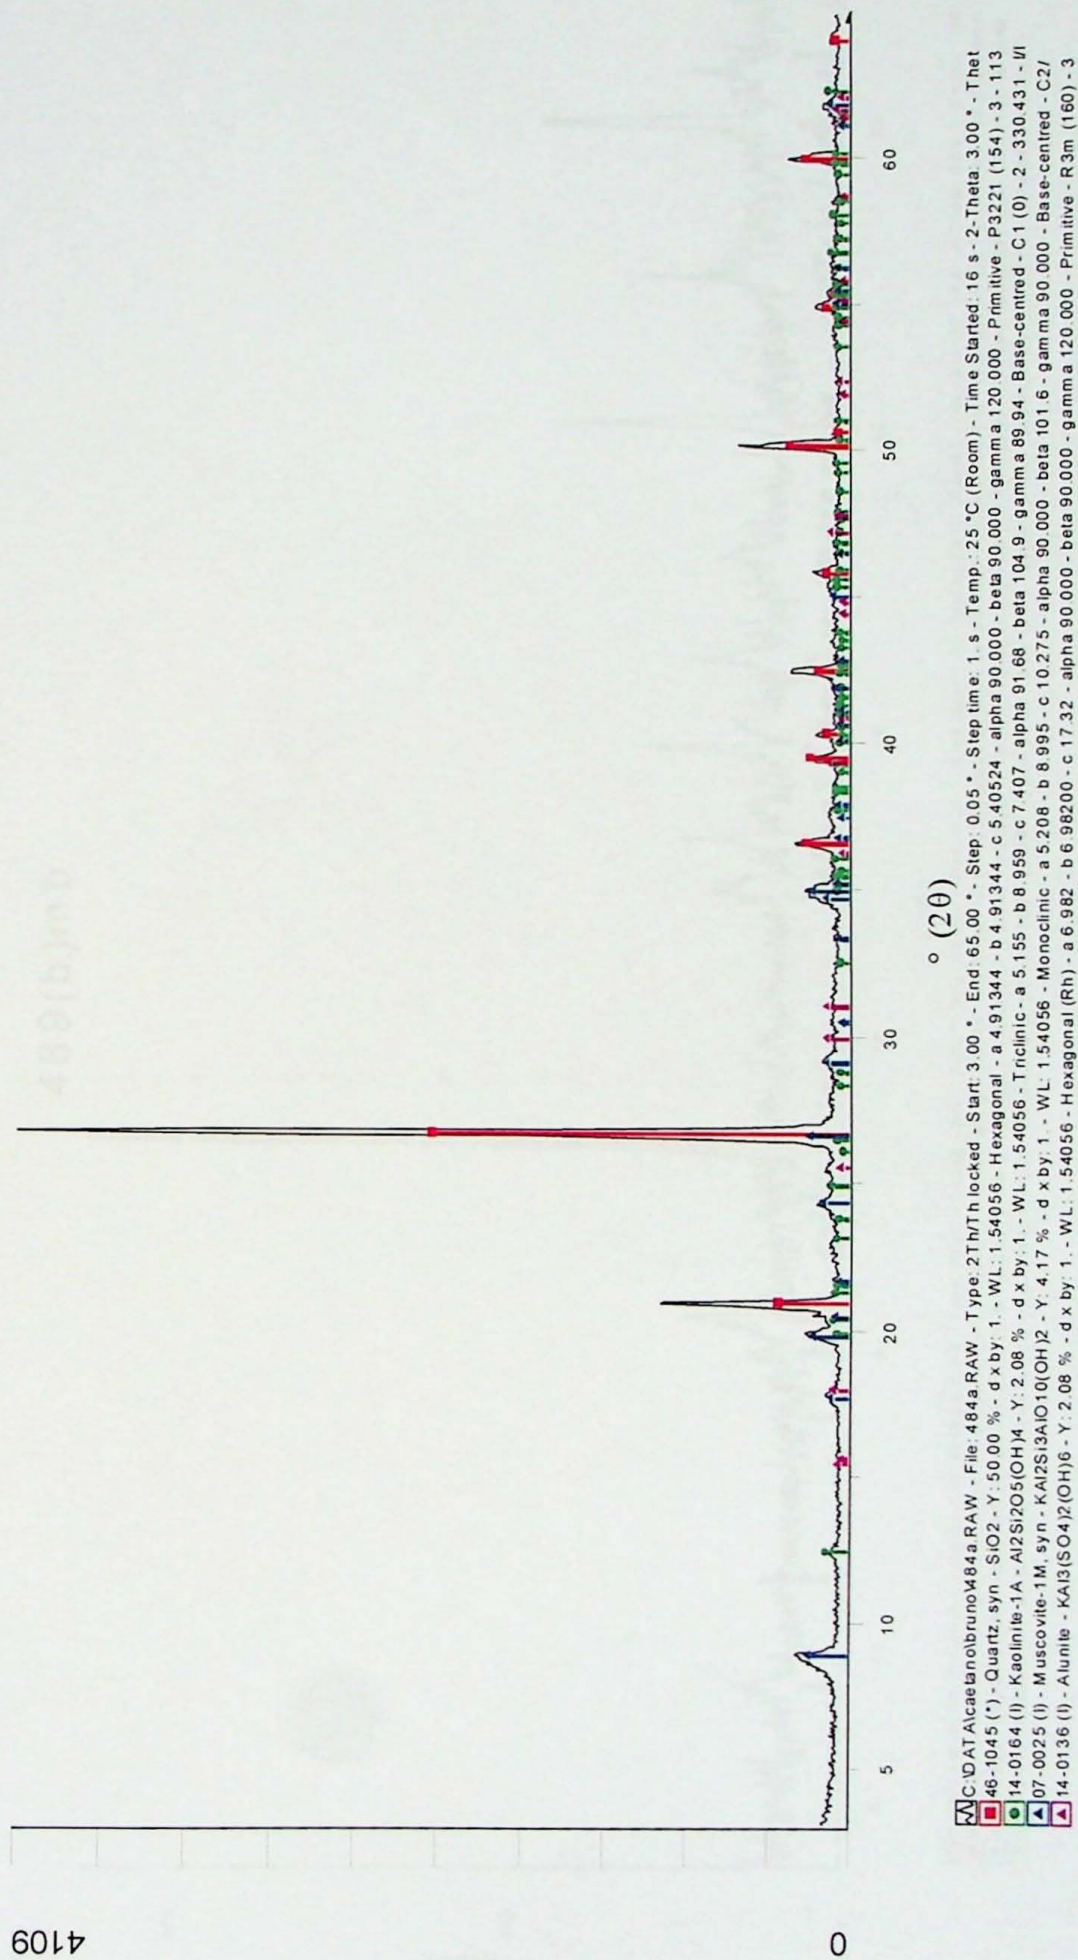 4109
0
5
10
20
30
40
50
60
° (2θ)
C:\DATA\caetano\bruno\484a.RAW - File: 484a.RAW - Type: 2Th/Th locked - Start: 3.00 ° - End: 65.00 ° - Step: 0.05 ° - Step time: 1. s - Temp.: 25 °C (Room) - Time Started: 16 s - 2-Theta: 3.00 ° - Thet
46-1045 (*) - Quartz, syn - SiO2 - Y: 50.00 % - d x by: 1. - WL: 1.54056 - Hexagonal - a 4.91344 - b 4.91344 - c 5.40524 - alpha 90.000 - beta 90.000 - gamma 120.000 - Primitive - P3221 (154) - 3 - 113
14-0164 (I) - Kaolinite-1A - Al2Si2O5(OH)4 - Y: 2.08 % - d x by: 1. - WL: 1.54056 - Triclinic - a 5.155 - b 8.959 - c 7.407 - alpha 91.68 - beta 104.9 - gamma 89.94 - Base-centred - C1 (0) - 2 - 330.431 - I/I
07-0025 (I) - Muscovite-1M, syn - KAl2Si3AlO10(OH)2 - Y: 4.17 % - d x by: 1. - WL: 1.54056 - Monoclinic - a 5.208 - b 8.995 - c 10.275 - alpha 90.000 - beta 101.6 - gamma 90.000 - Base-centred - C2/
14-0136 (I) - Alunite - KAl3(SO4)2(OH)6 - Y: 2.08 % - d x by: 1. - WL: 1.54056 - Hexagonal (Rh) - a 6.982 - b 6.98200 - c 17.32 - alpha 90.000 - beta 90.000 - gamma 120.000 - Primitive - R3m (160) - 3